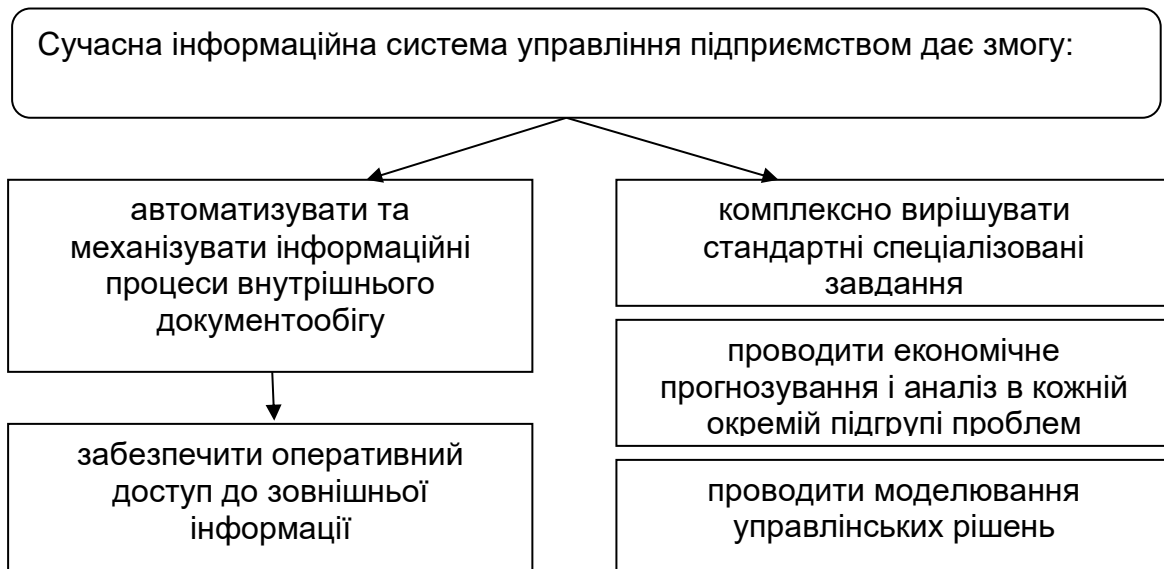 Сучасна інформаційна система управління підприємством дає змогу:
автоматизувати та
механізувати інформаційні
процеси внутрішнього
документообігу
забезпечити оперативний
доступ до зовнішньої
інформації
комплексно вирішувати
стандартні спеціалізовані
завдання
проводити економічне
прогнозування і аналіз в кожній
окремій підгрупі проблем
проводити моделювання
управлінських рішень